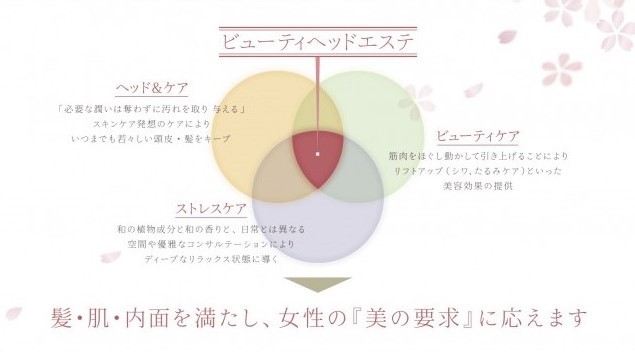 ビューティヘッドエステ
ヘッド&ケア
「必要な潤いは奪わずに汚れを取り 与える」
スキンケア発想のケアにより
いつまでも若々しい頭皮・髪をキープ
ビューティケア
筋肉をほぐし動かして引き上げることにより
リフトアップ(シワ,たるみケア)といった
美容効果の提供
ストレスケア
和の植物成分と和の香りと、日常とは異なる
空間や優雅なコンサルテーションにより
ディープなリラックス状態に導く
髪・肌・内面を満たし、女性の『美の要求』に応えます